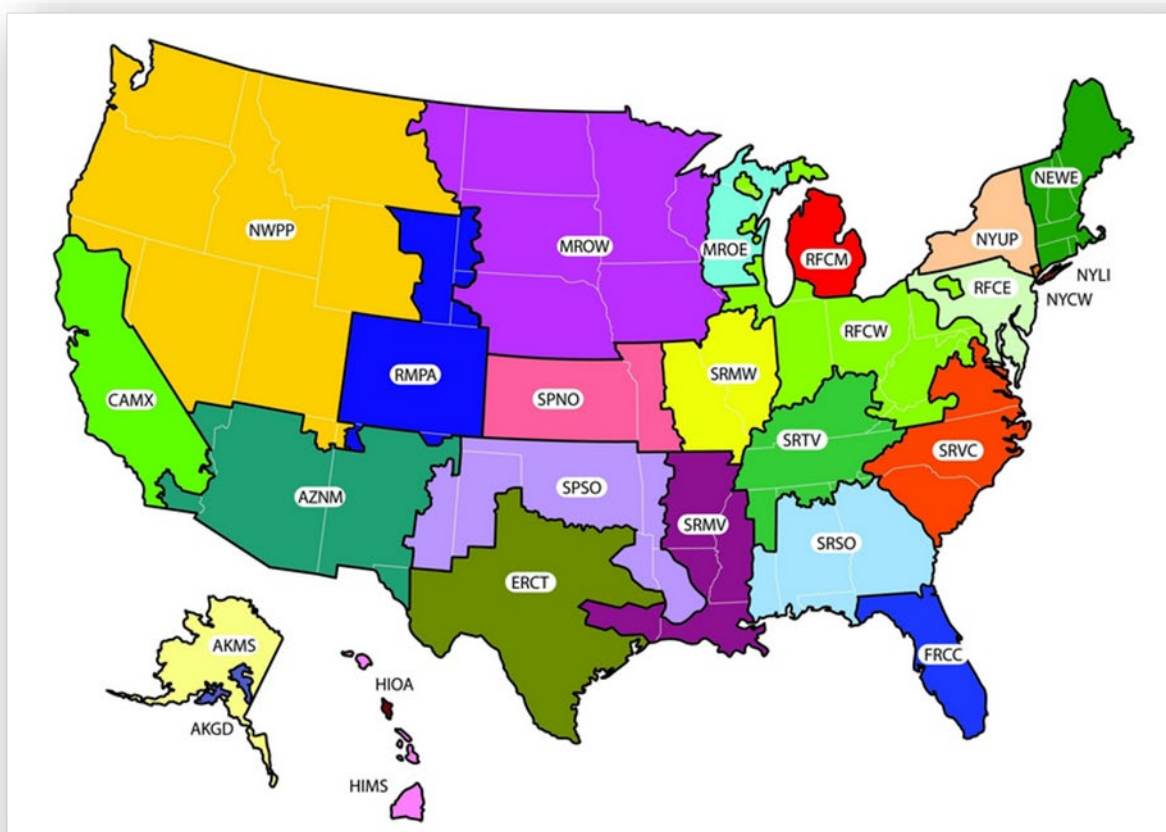 NEWE
NWPP
NYUP
MROW
MROE
RFCM
NYLI
RFCE
NYCW
RFCW
RMPA
SRMW
CAMX
SPNO
SRTV
SRVC
AZNM
SPSO
SRMV
SRSO
ERCT
AKMS
FRCC
HIOA
AKGD
HIMS